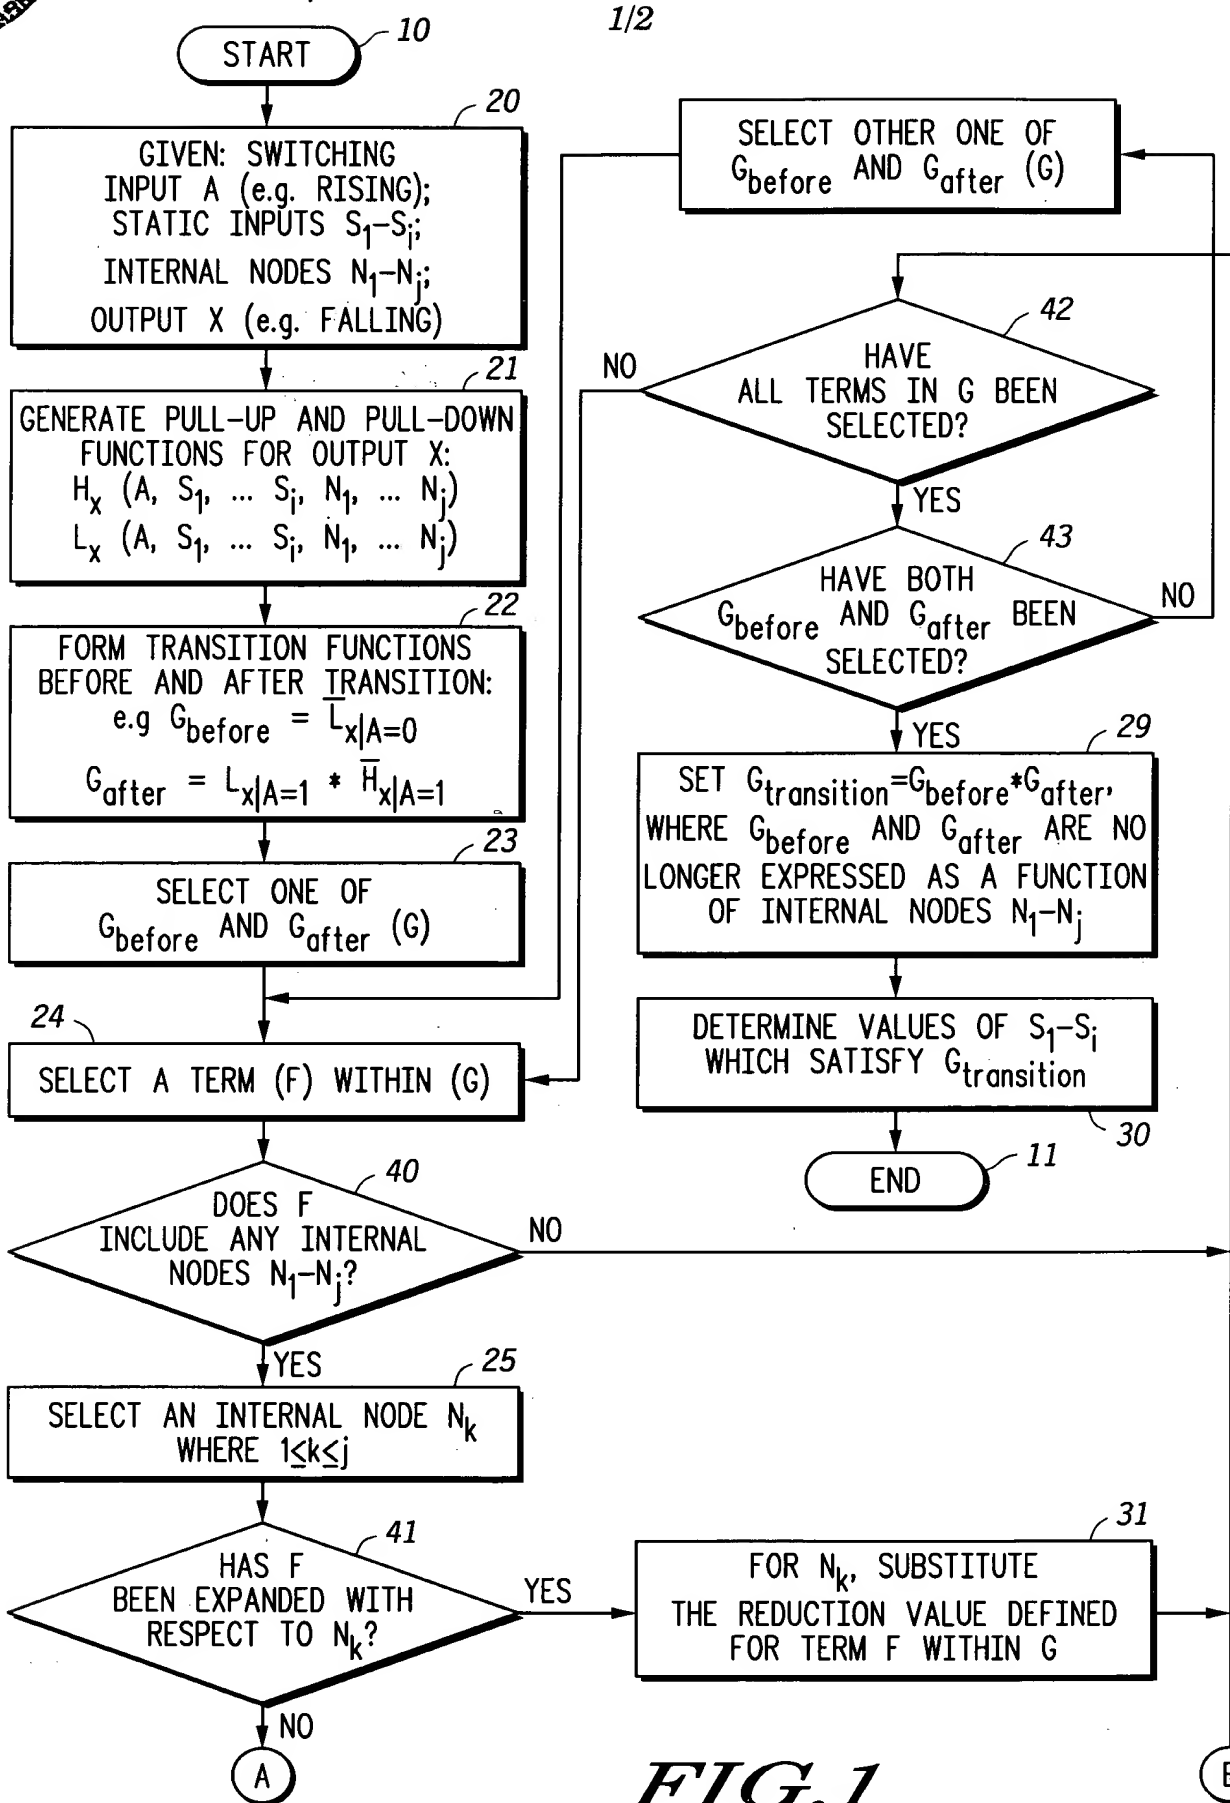 1/2
START
10
20
GIVEN: SWITCHING
INPUT A (e.g. RISING);
STATIC INPUTS S1–Si;
INTERNAL NODES N1–Nj;
OUTPUT X (e.g. FALLING)
21
GENERATE PULL-UP AND PULL-DOWN
FUNCTIONS FOR OUTPUT X:
Hx (A, S1, ... Si, N1, ... Nj)
Lx (A, S1, ... Si, N1, ... Nj)
22
FORM TRANSITION FUNCTIONS
BEFORE AND AFTER TRANSITION:
e.g Gbefore = L̅x|A=0
Gafter = Lx|A=1 * H̅x|A=1
23
SELECT ONE OF
Gbefore AND Gafter (G)
24
SELECT A TERM (F) WITHIN (G)
40
DOES F
INCLUDE ANY INTERNAL
NODES N1–Nj?
NO
YES
25
SELECT AN INTERNAL NODE Nk
WHERE 1≤k≤j
41
HAS F
BEEN EXPANDED WITH
RESPECT TO Nk?
YES
NO
A
31
FOR Nk, SUBSTITUTE
THE REDUCTION VALUE DEFINED
FOR TERM F WITHIN G
SELECT OTHER ONE OF
Gbefore AND Gafter (G)
42
HAVE
ALL TERMS IN G BEEN
SELECTED?
NO
YES
43
HAVE BOTH
Gbefore AND Gafter BEEN
SELECTED?
NO
YES
29
SET Gtransition=Gbefore*Gafter,
WHERE Gbefore AND Gafter ARE NO
LONGER EXPRESSED AS A FUNCTION
OF INTERNAL NODES N1–Nj
DETERMINE VALUES OF S1–Si
WHICH SATISFY Gtransition
30
END
11
FIG.1